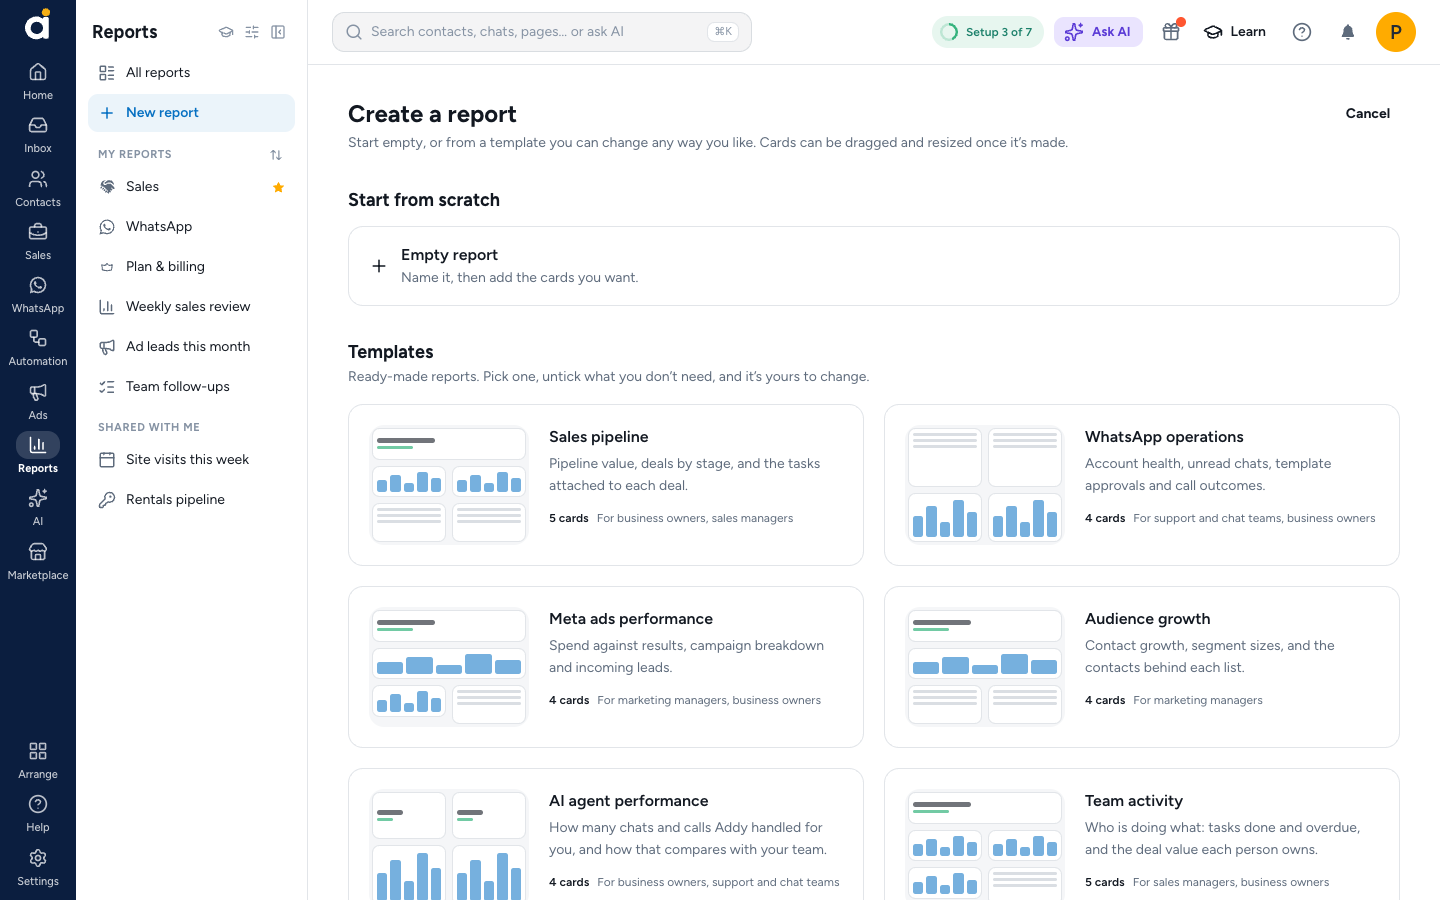 Reports
Search contacts, chats, pages... or ask AI
⌘K
Setup 3 of 7
Ask AI
Learn
P
Home
Inbox
Contacts
Sales
WhatsApp
Automation
Ads
Reports
AI
Marketplace
Arrange
Help
Settings
All reports
New report
MY REPORTS
Sales
WhatsApp
Plan & billing
Weekly sales review
Ad leads this month
Team follow-ups
SHARED WITH ME
Site visits this week
Rentals pipeline
Create a report
Cancel
Start empty, or from a template you can change any way you like. Cards can be dragged and resized once it's made.
Start from scratch
Empty report
Name it, then add the cards you want.
Templates
Ready-made reports. Pick one, untick what you don't need, and it's yours to change.
Sales pipeline
Pipeline value, deals by stage, and the tasks
attached to each deal.
5 cards For business owners, sales managers
WhatsApp operations
Account health, unread chats, template
approvals and call outcomes.
4 cards For support and chat teams, business owners
Meta ads performance
Spend against results, campaign breakdown
and incoming leads.
4 cards For marketing managers, business owners
Audience growth
Contact growth, segment sizes, and the
contacts behind each list.
4 cards For marketing managers
AI agent performance
How many chats and calls Addy handled for
you, and how that compares with your team.
4 cards For business owners, support and chat teams
Team activity
Who is doing what: tasks done and overdue,
and the deal value each person owns.
5 cards For sales managers, business owners